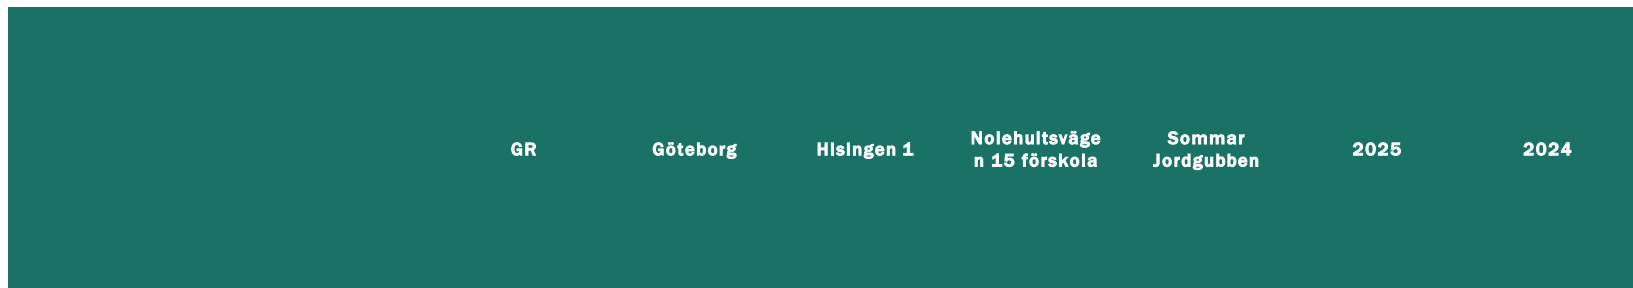 GR Göteborg Hisingen 1 Nolehultsväge Sommar 2025 2024
n 15 förskola Jordgubben